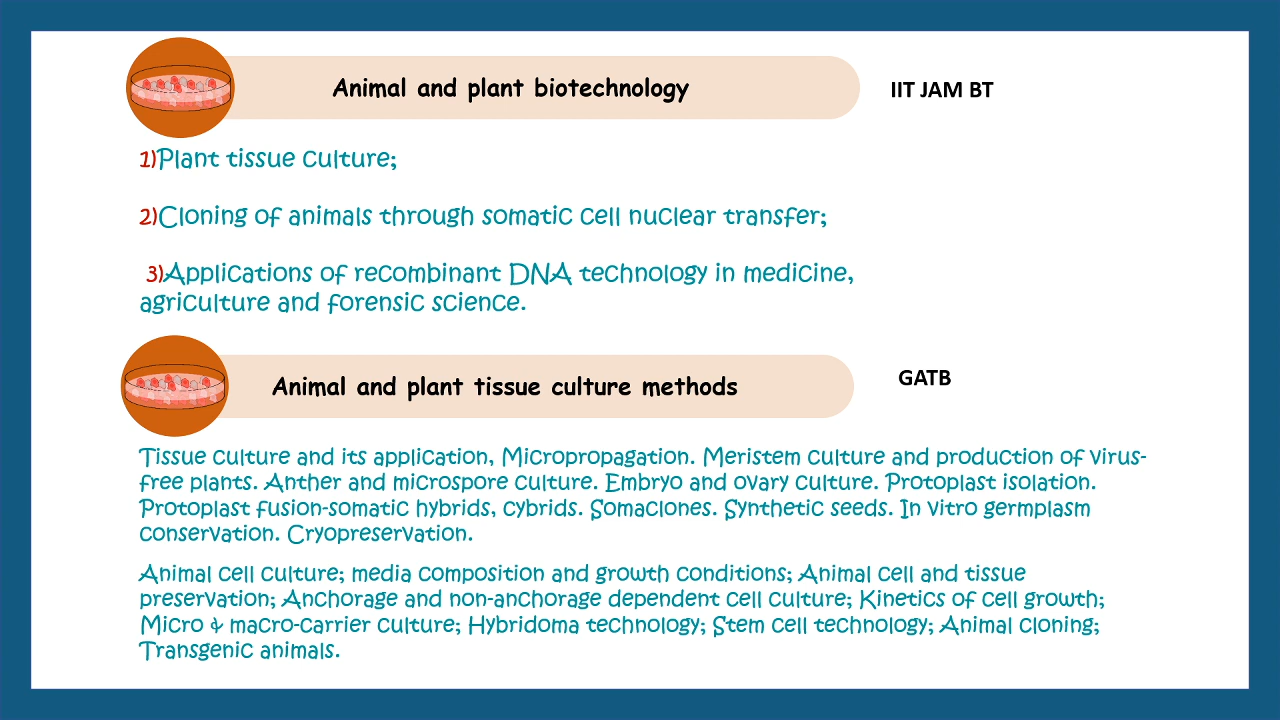 Animal and plant biotechnology
IIT JAM BT
1)Plant tissue culture;
2)Cloning of animals through somatic cell nuclear transfer;
3)Applications of recombinant DNA technology in medicine,
agriculture and forensic science.
Animal and plant tissue culture methods
GATB
Tissue culture and its application, Micropropagation. Meristem culture and production of virus-
free plants. Anther and microspore culture. Embryo and ovary culture. Protoplast isolation.
Protoplast fusion-somatic hybrids, cybrids. Somaclones. Synthetic seeds. In vitro germplasm
conservation. Cryopreservation.
Animal cell culture; media composition and growth conditions; Animal cell and tissue
preservation; Anchorage and non-anchorage dependent cell culture; Kinetics of cell growth;
Micro & macro-carrier culture; Hybridoma technology; Stem cell technology; Animal cloning;
Transgenic animals.